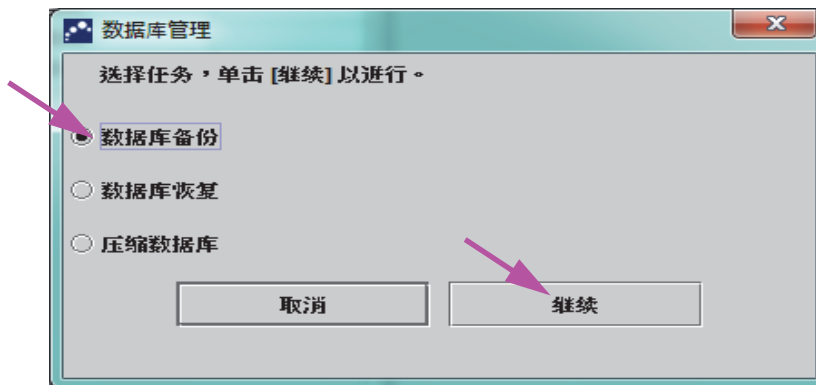 数据库管理
选择任务，单击 [继续] 以进行。
数据库备份
数据库恢复
压缩数据库
取消 继续